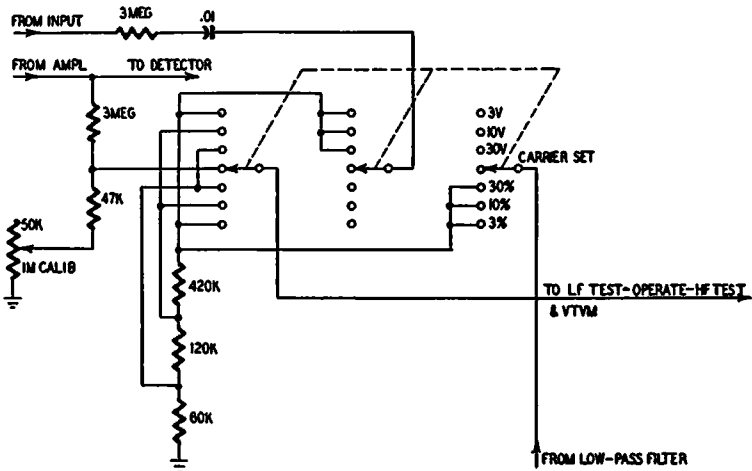 3MEG
.01
FROM INPUT
FROM AMPL
TO DETECTOR
3MEG
3V
10V
30V
CARRIER SET
30%
10%
3%
47K
50K
IM CALIB
420K
TO LF TEST-OPERATE-HF TEST
& VTVM
120K
60K
FROM LOW-PASS FILTER